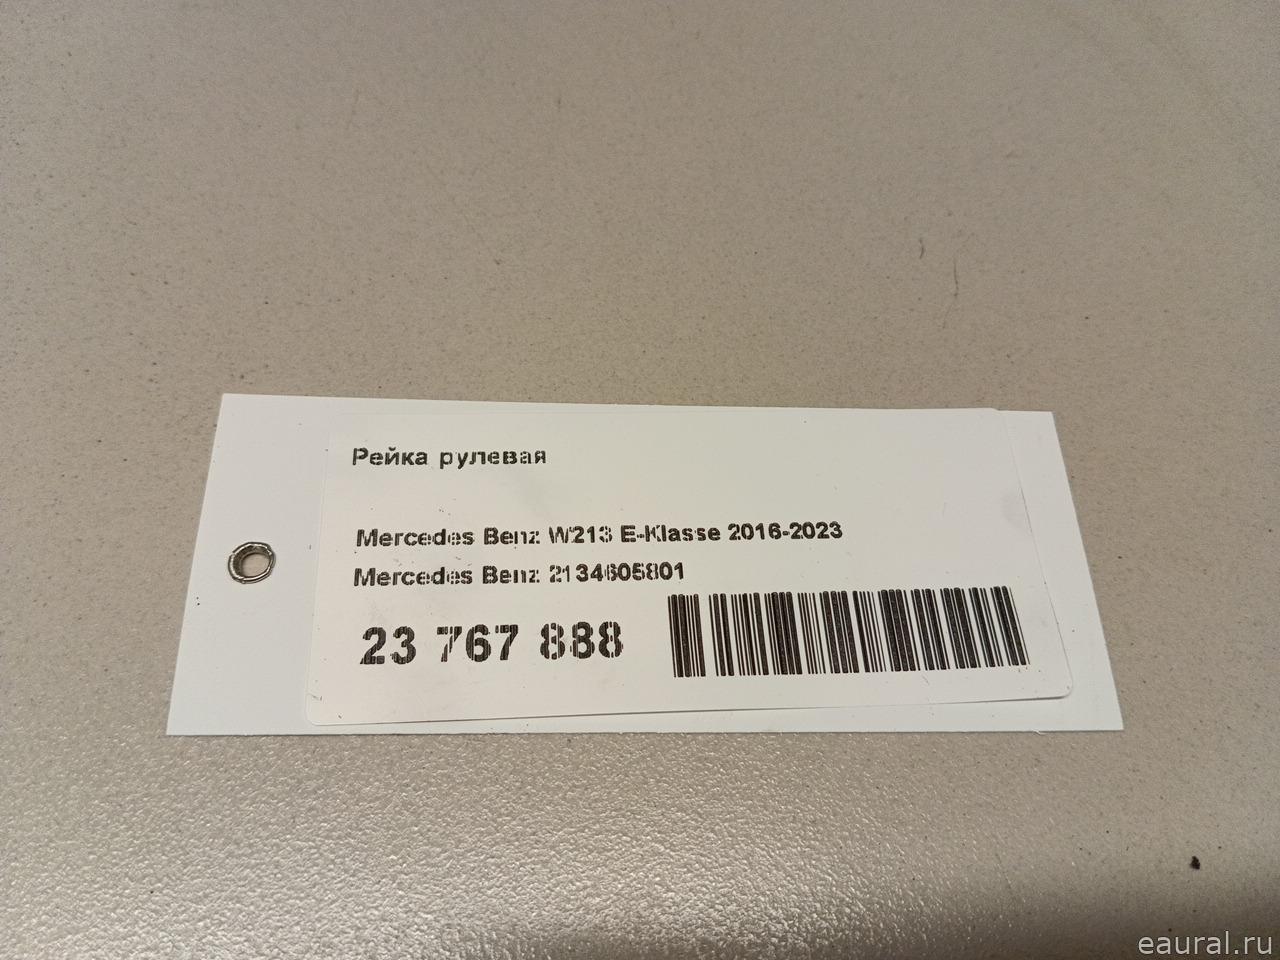 Рейка рулевая
Mercedes Benz W213 E-Klasse 2016-2023
Mercedes Benz 2134605801
23 767 888
eaural.ru